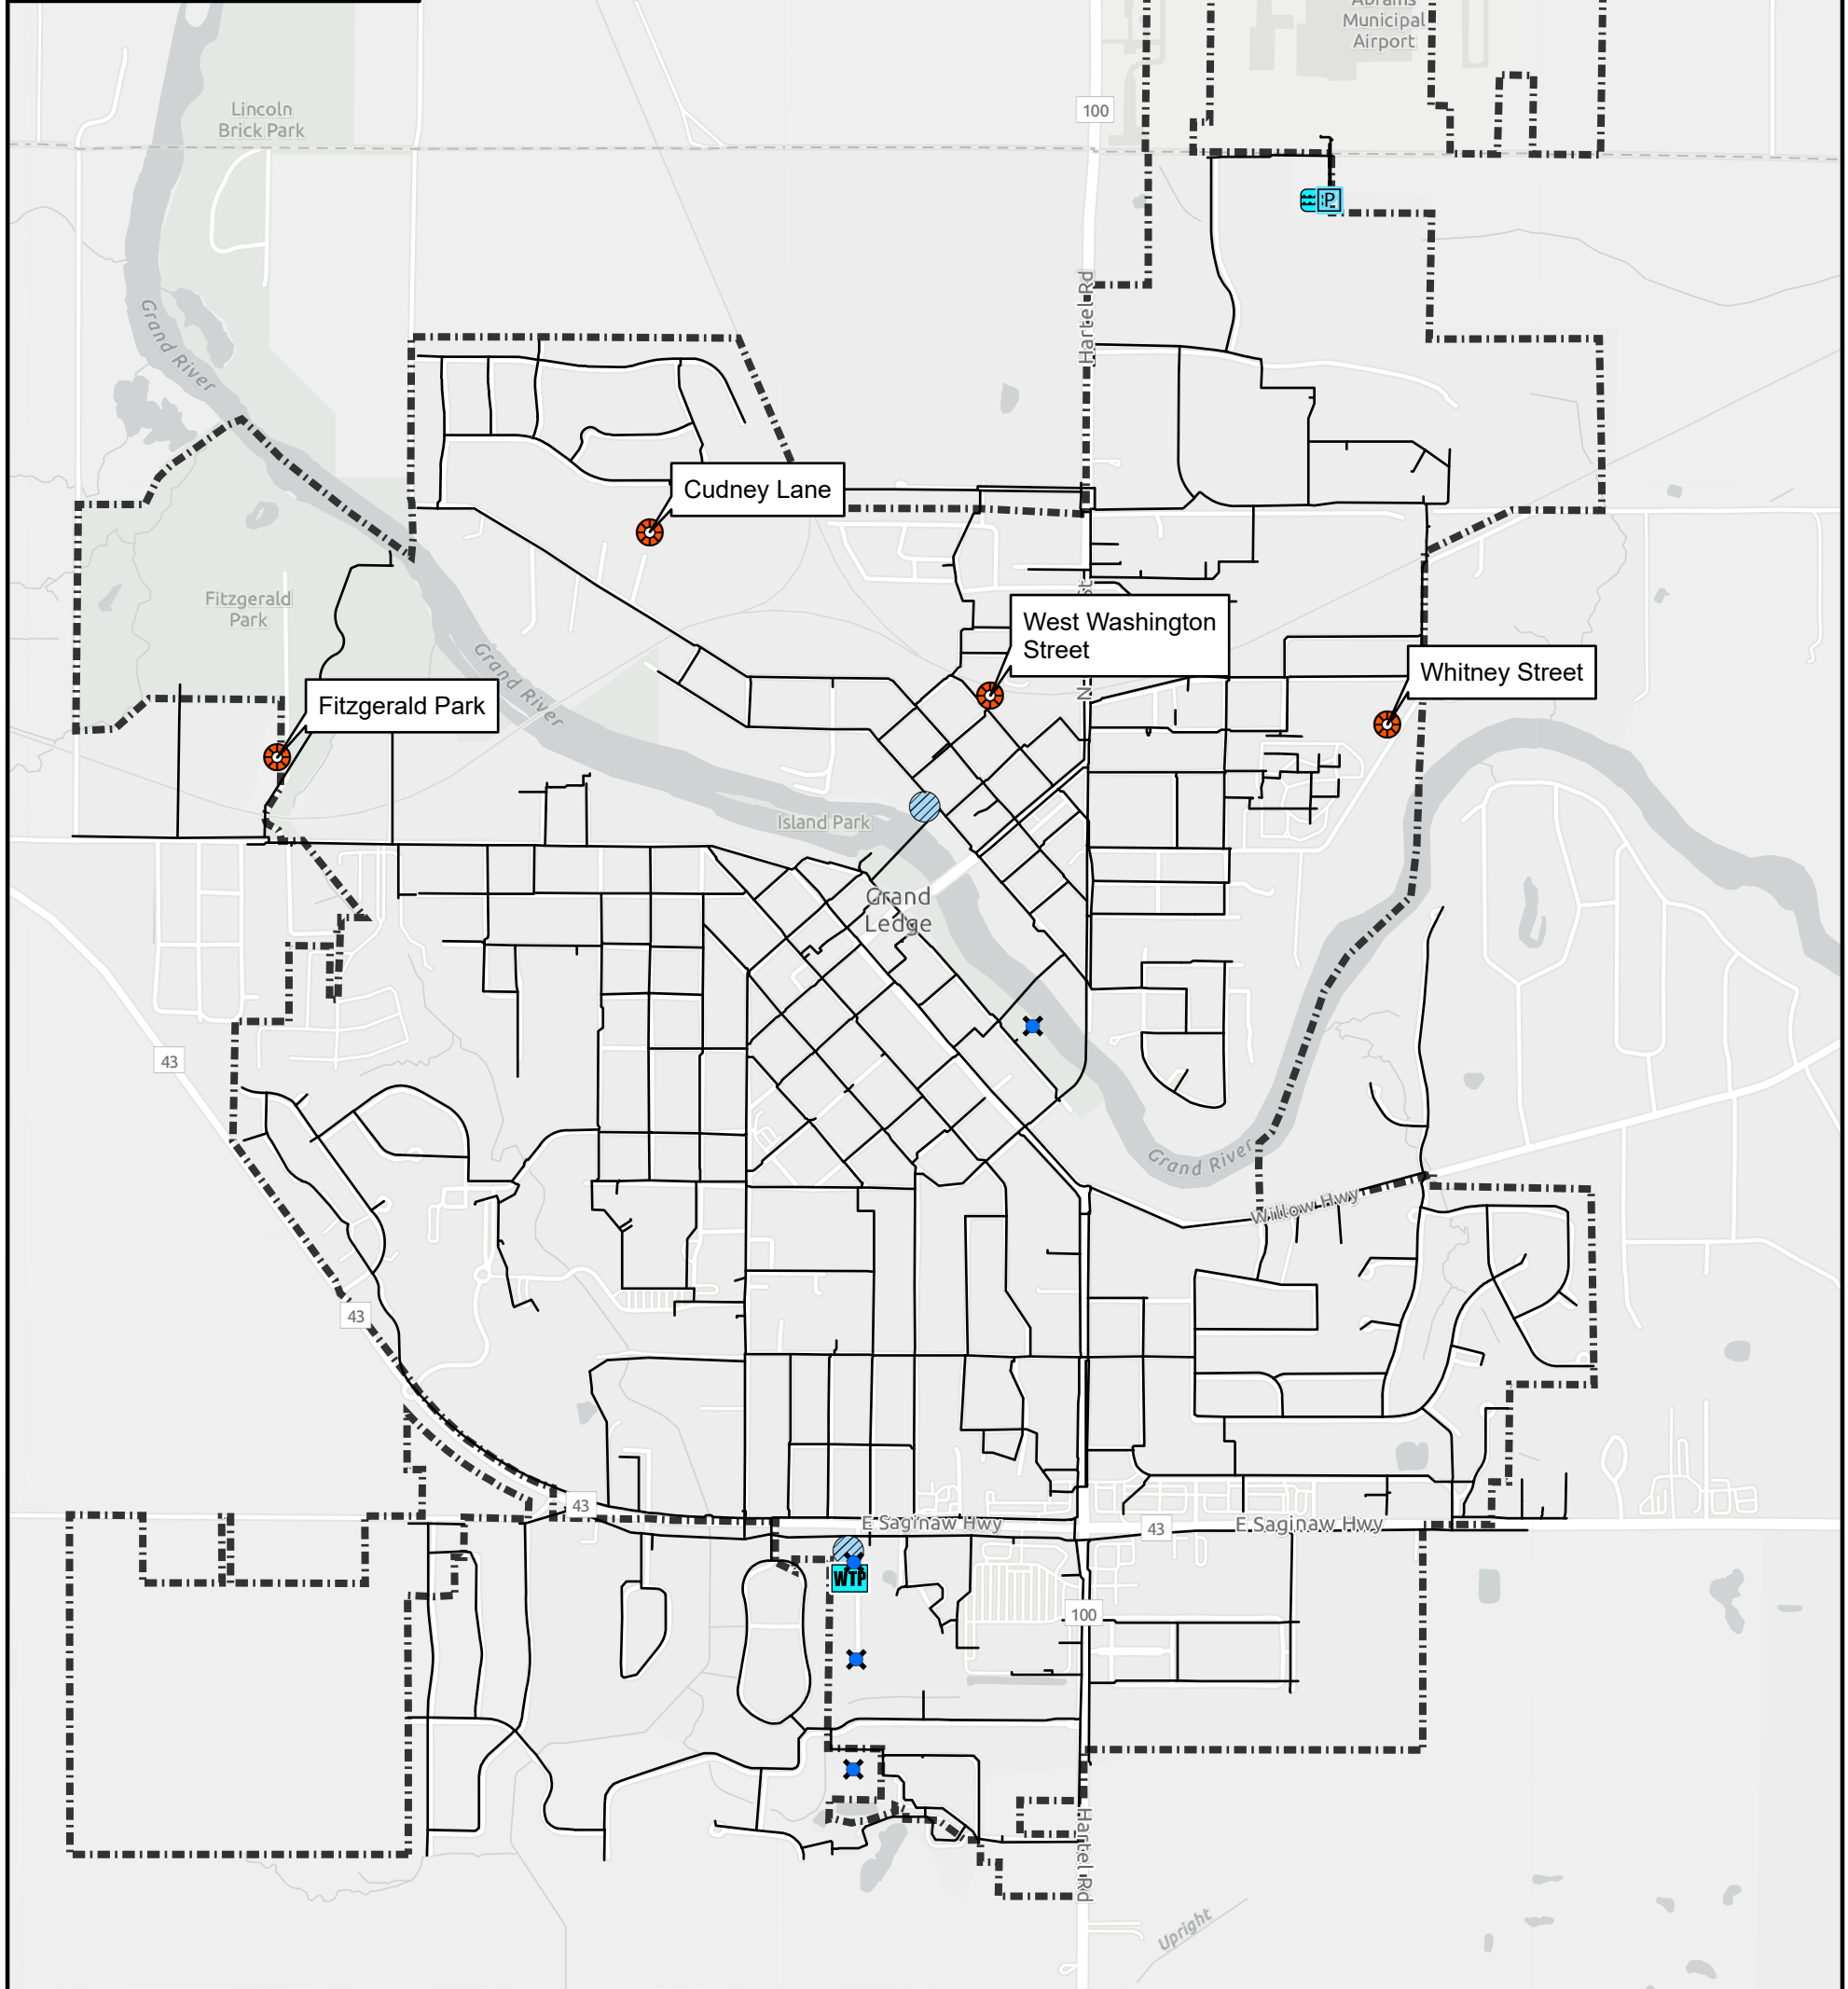 Abrams
Municipal
Airport
Lincoln
Brick Park
100
P
Hartel Rd
Grand River
Cudney Lane
Fitzgerald
Park
St
West Washington
Street
Grand River
Whitney Street
N
Fitzgerald Park
Island Park
Grand
Ledge
43
Grand River
Willow Hwy
43
43
E Saginaw Hwy
43
E Saginaw Hwy
WTP
100
Hartel Rd
Upright